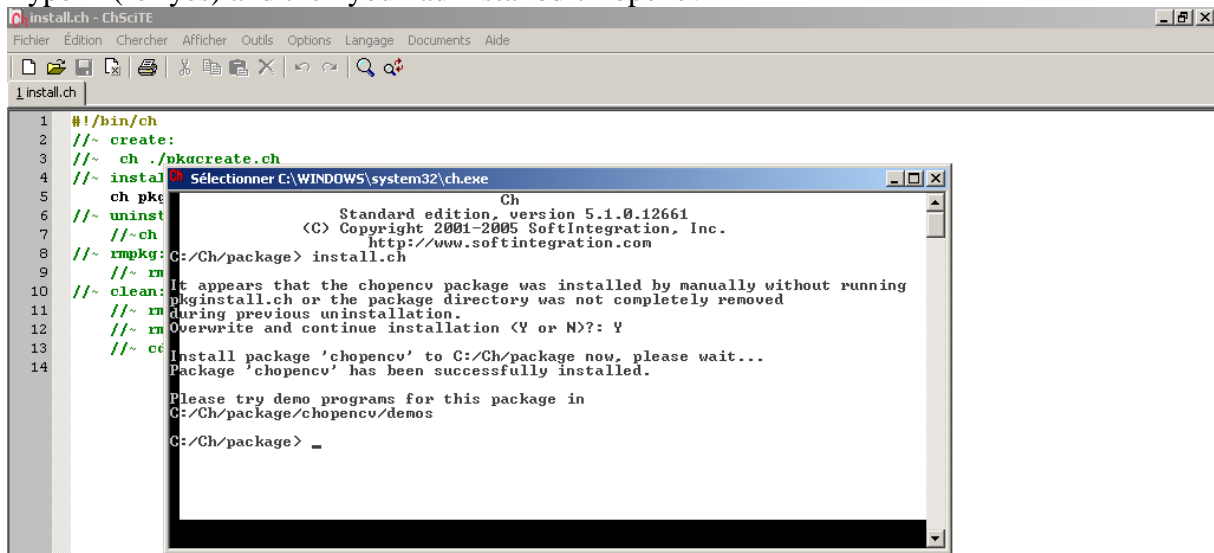 install.ch - ChSciTE
Fichier Édition Chercher Afficher Outils Options Langage Documents Aide
1 install.ch
1 #!/bin/ch
2 //~ create:
3 //~ ch ./pkgcreate.ch
4 //~ instal
5 ch pkg
6 //~ uninst
7 //~ch
8 //~ rmpkg:
9 //~ rm
10 //~ clean:
11 //~ rm
12 //~ rm
13 //~
14
Sélectionner C:\WINDOWS\system32\ch.exe
Ch
Standard edition, version 5.1.0.12661
(C) Copyright 2001-2005 SoftIntegration, Inc.
http://www.softintegration.com
C:/Ch/package> install.ch
It appears that the chopencv package was installed by manually without running
pkginstall.ch or the package directory was not completely removed
during previous uninstallation.
Overwrite and continue installation (Y or N)?: Y
Install package 'chopencv' to C:/Ch/package now, please wait...
Package 'chopencv' has been successfully installed.
Please try demo programs for this package in
C:/Ch/package/chopencv/demos
C:/Ch/package> _